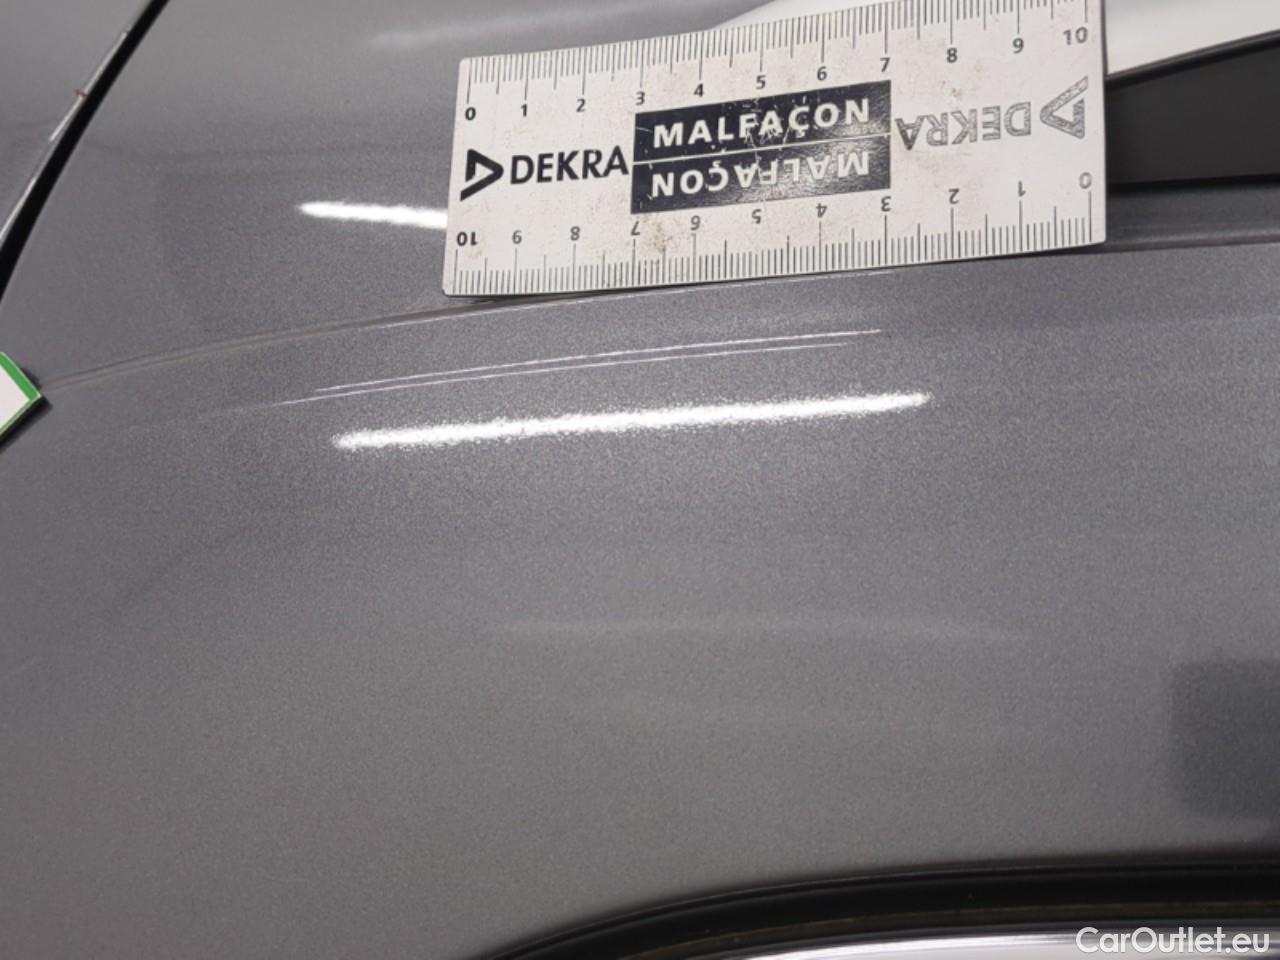 0 1 2 3 4 5 6 7 8 9 10
MALFAÇON
DEKRA
DEKRA
MALFAÇON
10 9 8 7 6 5 4 3 2 1 0
CarOutlet.eu